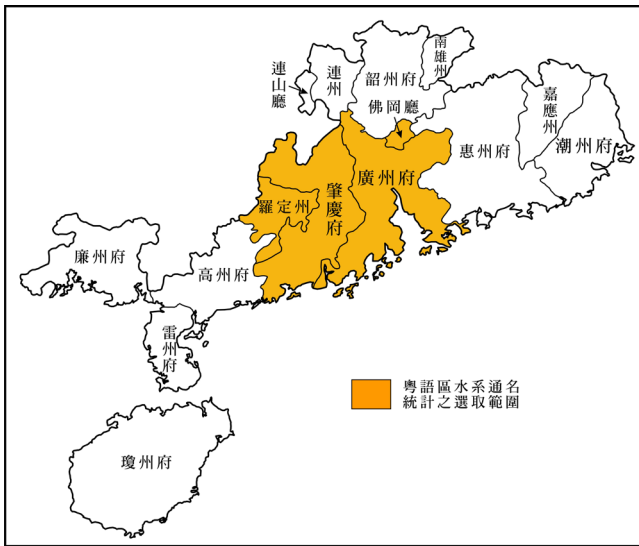 南雄州
連州
韶州府
連山廳
佛岡廳
嘉應州
潮州府
惠州府
廣州府
肇慶府
羅定州
廉州府
高州府
雷州府
粵語區水系通名
統計之選取範圍
瓊州府